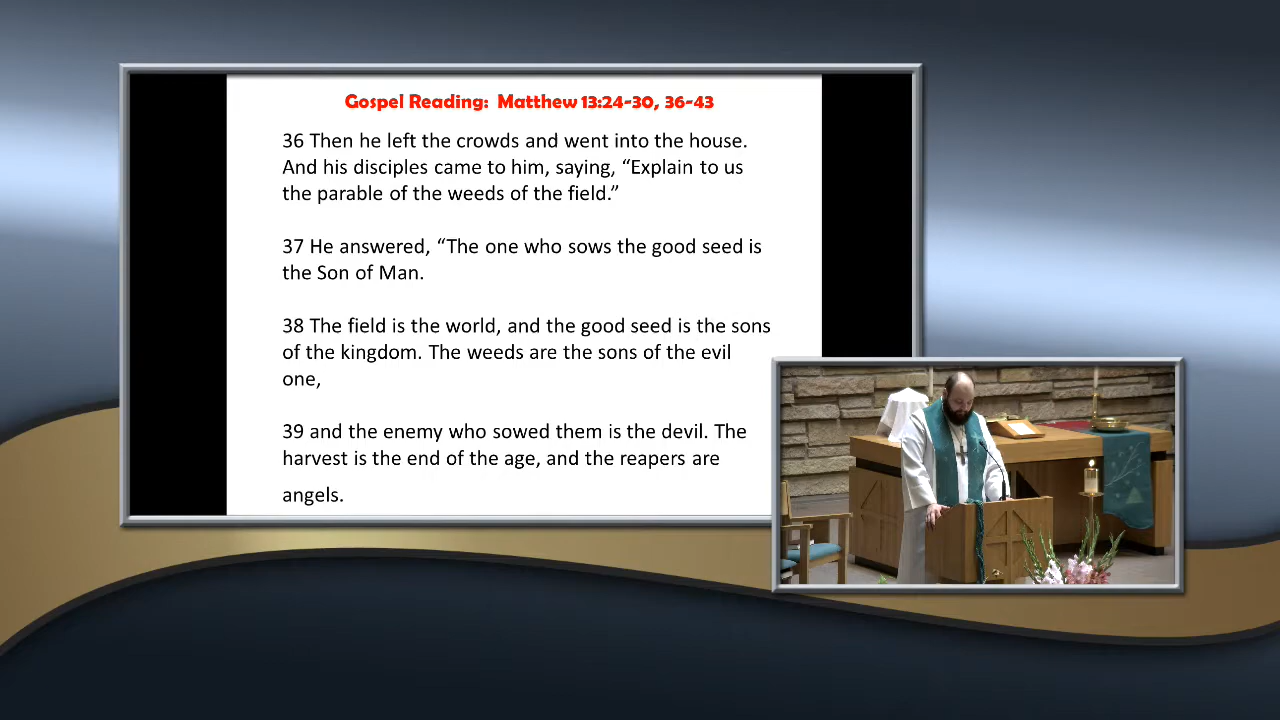 Gospel Reading: Matthew 13:24-30, 36-43
36 Then he left the crowds and went into the house.
And his disciples came to him, saying, “Explain to us
the parable of the weeds of the field.”
37 He answered, “The one who sows the good seed is
the Son of Man.
38 The field is the world, and the good seed is the sons
of the kingdom. The weeds are the sons of the evil
one,
39 and the enemy who sowed them is the devil. The
harvest is the end of the age, and the reapers are
angels.